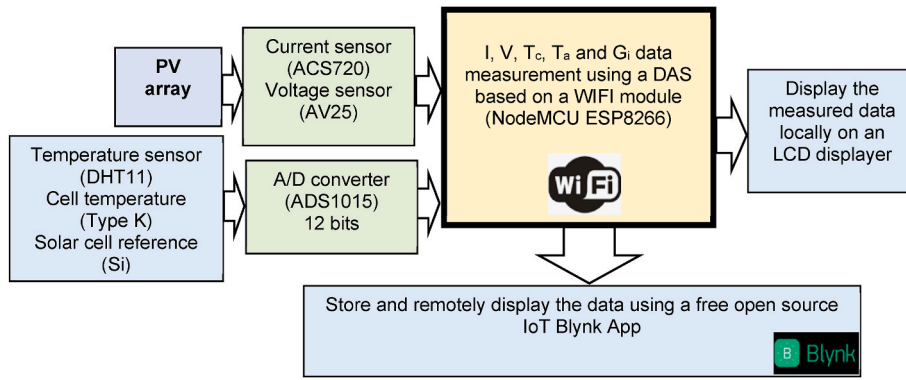 PV
array
Current sensor
(ACS720)
Voltage sensor
(AV25)
I, V, Tc, Ta and Gi data
measurement using a DAS
based on a WIFI module
(NodeMCU ESP8266)
Wi Fi
Display the
measured data
locally on an
LCD displayer
Temperature sensor
(DHT11)
Cell temperature
(Type K)
Solar cell reference
(Si)
A/D converter
(ADS1015)
12 bits
Store and remotely display the data using a free open source
IoT Blynk App
B Blynk